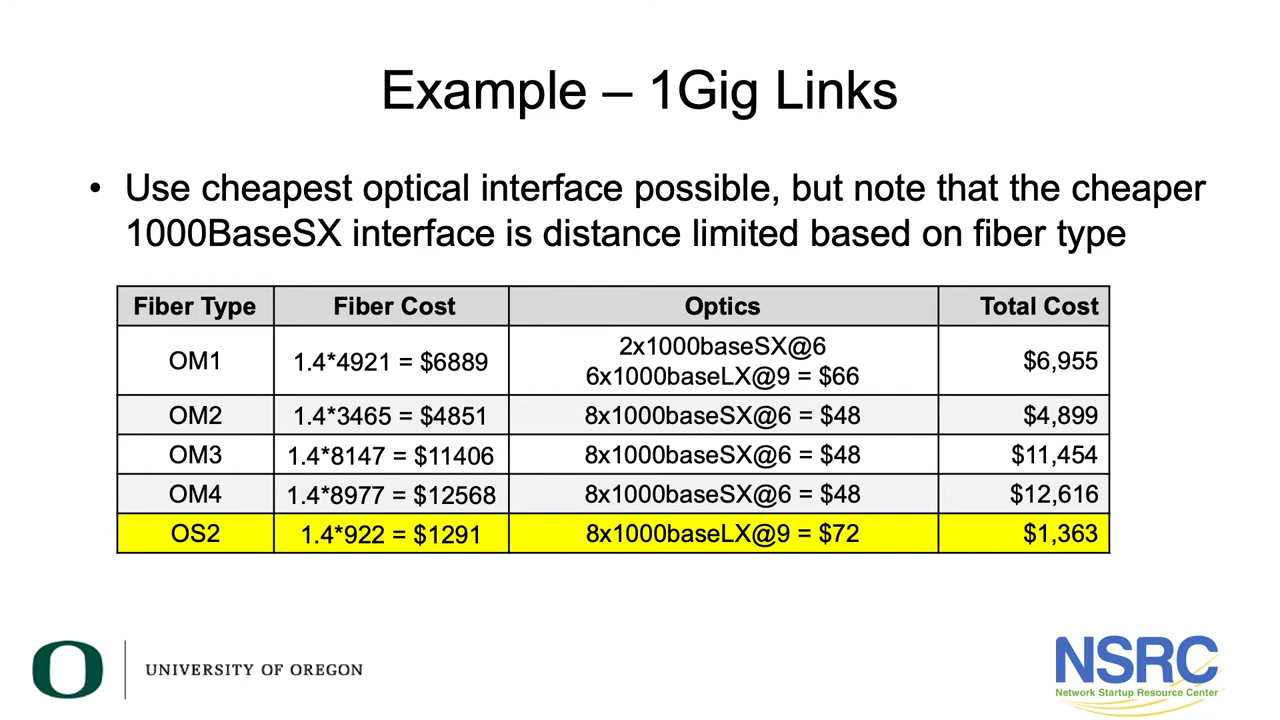 Example – 1Gig Links
• Use cheapest optical interface possible, but note that the cheaper
1000BaseSX interface is distance limited based on fiber type
Fiber Type Fiber Cost Optics Total Cost
OM1 1.4*4921 = $6889 2x1000baseSX@6 $6,955
6x1000baseLX@9 = $66
OM2 1.4*3465 = $4851 8x1000baseSX@6 = $48 $4,899
OM3 1.4*8147 = $11406 8x1000baseSX@6 = $48 $11,454
OM4 1.4*8977 = $12568 8x1000baseSX@6 = $48 $12,616
OS2 1.4*922 = $1291 8x1000baseLX@9 = $72 $1,363
O UNIVERSITY OF OREGON
NSRC
Network Startup Resource Center